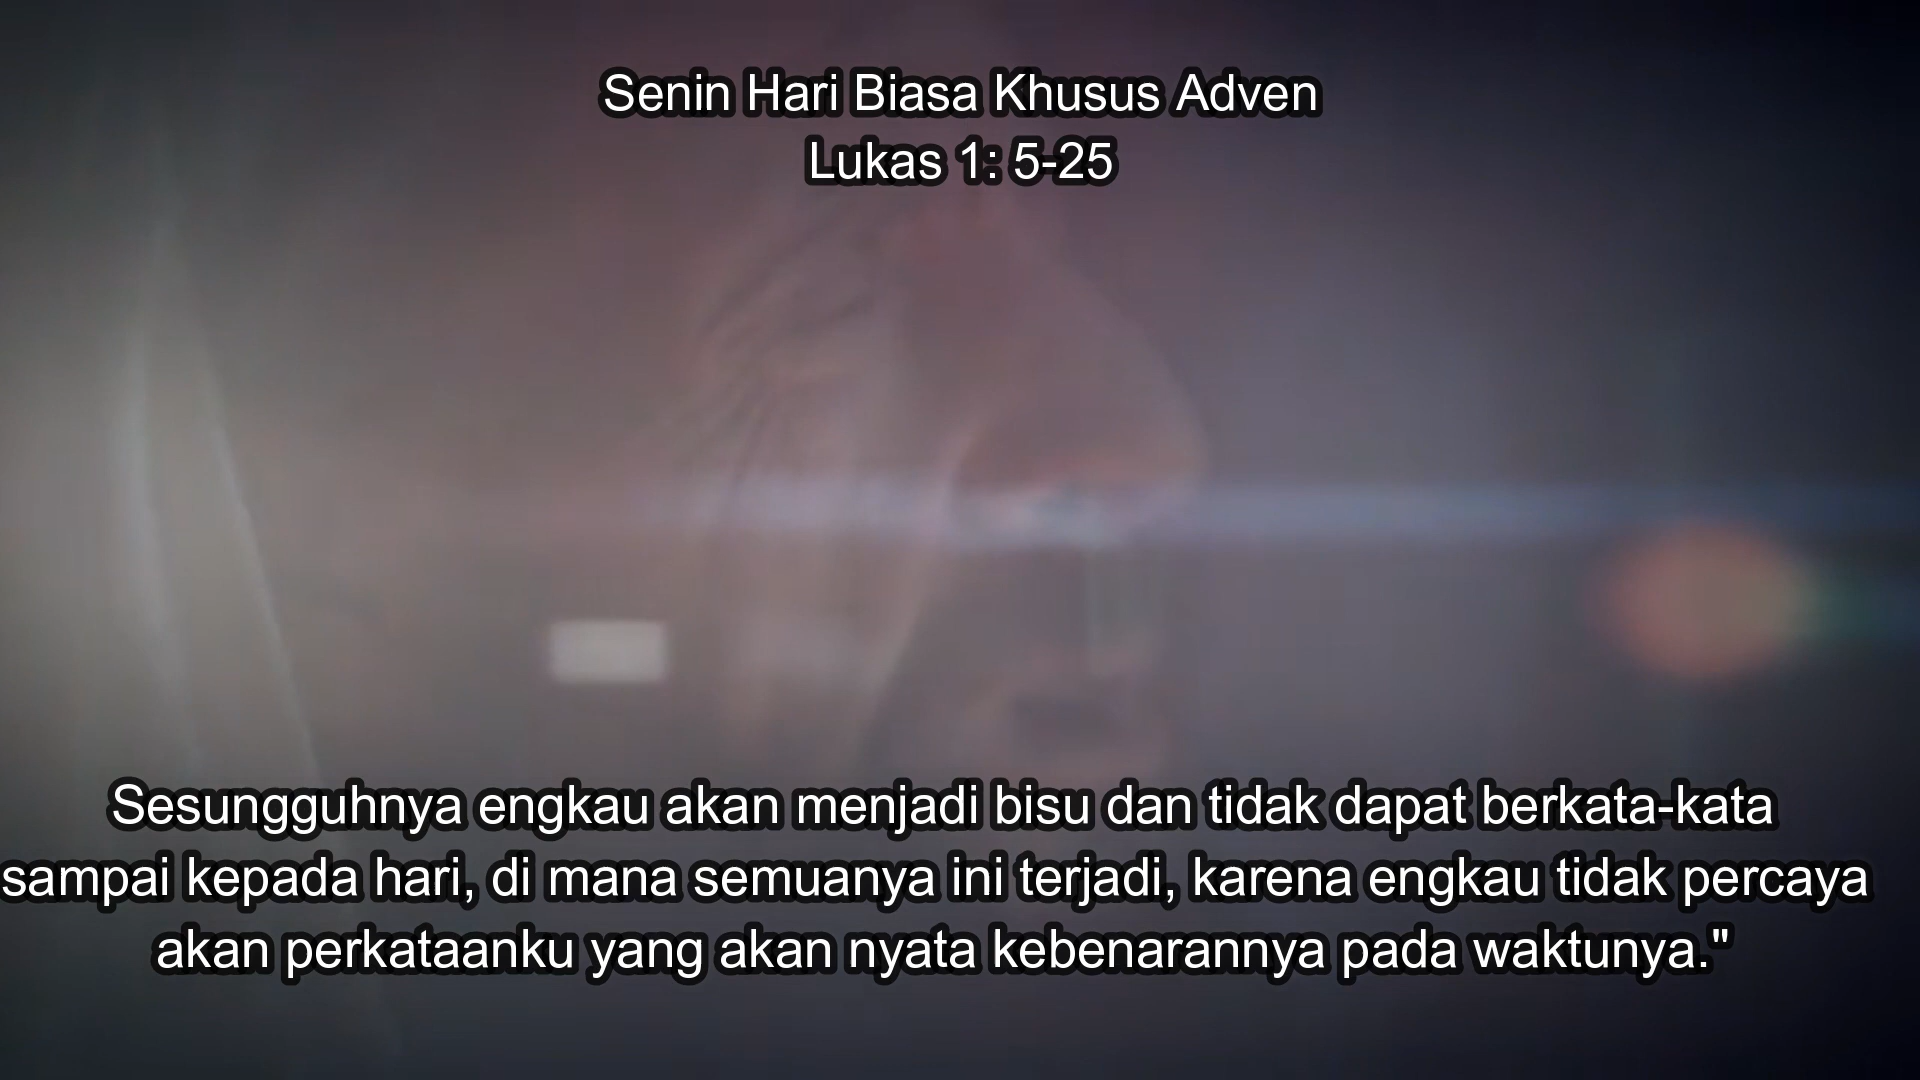 Senin Hari Biasa Khusus Adven
Lukas 1: 5-25
Sesungguhnya engkau akan menjadi bisu dan tidak dapat berkata-kata
sampai kepada hari, di mana semuanya ini terjadi, karena engkau tidak percaya
akan perkataanku yang akan nyata kebenarannya pada waktunya."